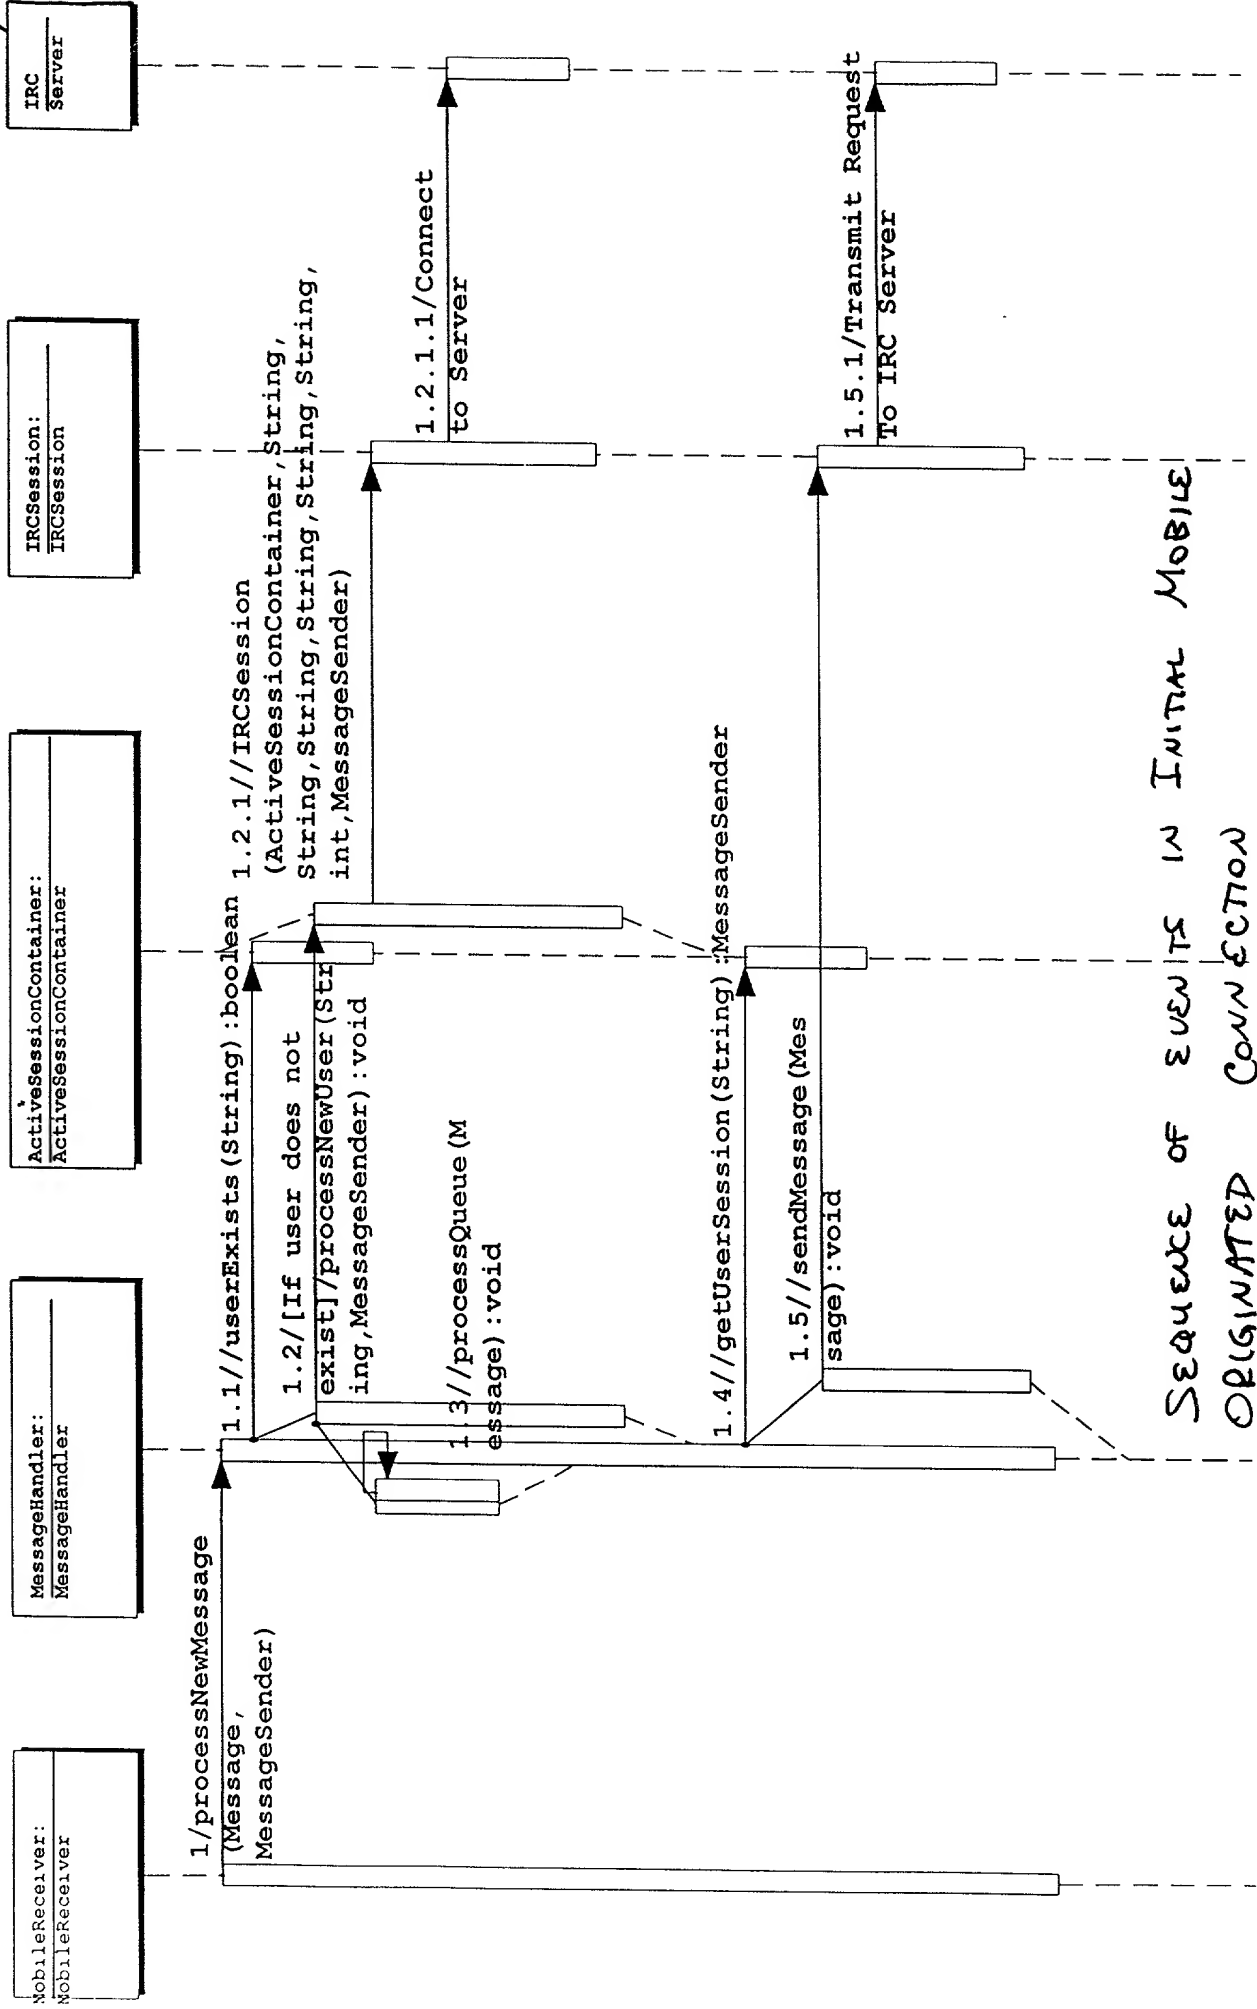 MobileReceiver:
MobileReceiver
MessageHandler:
MessageHandler
ActiveSessionContainer:
ActiveSessionContainer
IRCSession:
IRCSession
IRC
Server
1/processNewMessage
(Message,
MessageSender)
1.1//userExists(String):boolean
1.2/[If user does not
exist]/processNewUser(Str
ing,MessageSender):void
1.2.1//IRCSession
(ActiveSessionContainer,String,
String,String,String,String,String,
int,MessageSender)
1.2.1.1/Connect
to Server
1.3//processQueue(M
essage):void
1.4//getUserSession(String):MessageSender
1.5//sendMessage(Mes
sage):void
1.5.1/Transmit Request
To IRC Server
SEQUENCE OF EVENTS IN INITIAL MOBILE
ORIGINATED CONNECTION